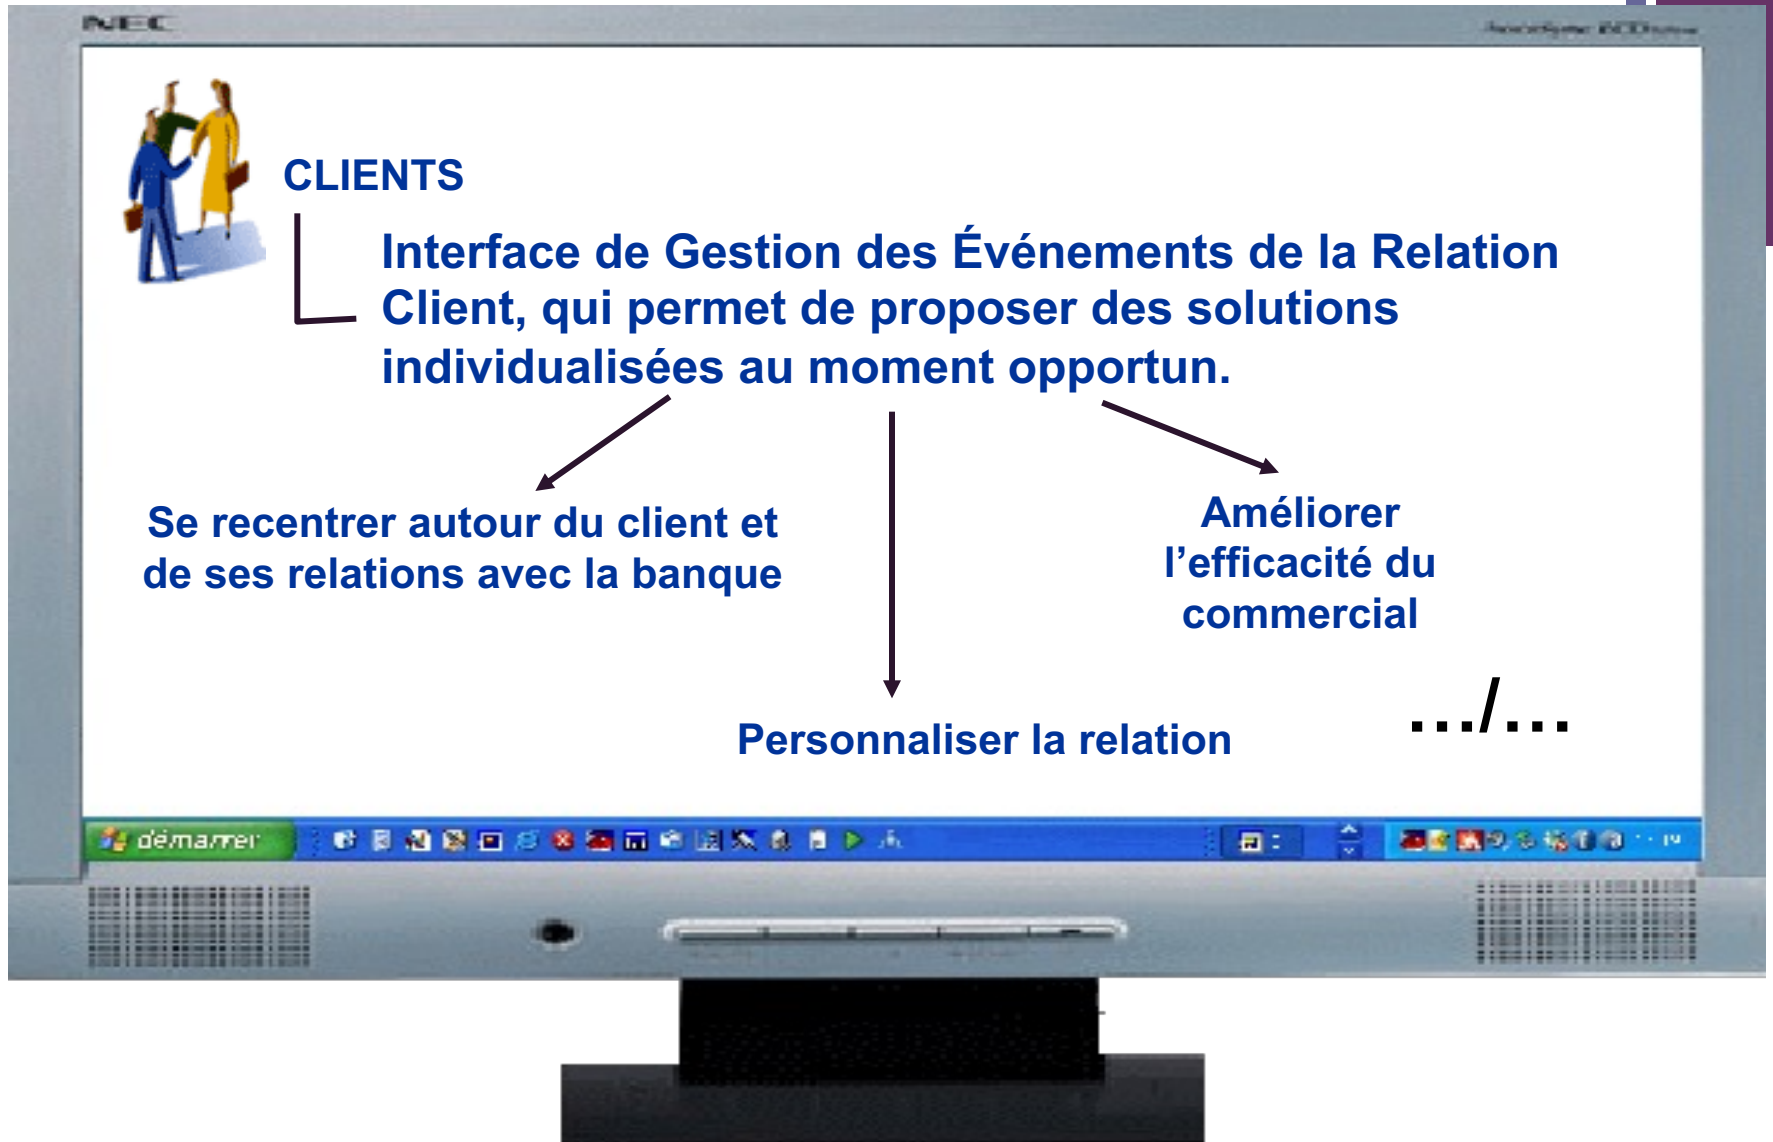 NEC
CLIENTS
Interface de Gestion des Événements de la Relation
Client, qui permet de proposer des solutions
individualisées au moment opportun.
Se recentrer autour du client et
de ses relations avec la banque
Améliorer
l’efficacité du
commercial
Personnaliser la relation
…/…
démarrer